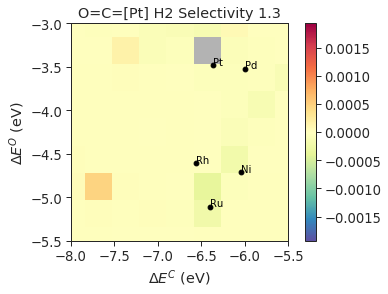 O=C=[Pt] H2 Selectivity 1.3
−3.0
−3.5
−4.0
−4.5
−5.0
−5.5
ΔE^O (eV)
Pt
Pd
Rh
Ni
Ru
−8.0 −7.5 −7.0 −6.5 −6.0 −5.5
ΔE^C (eV)
0.0015
0.0010
0.0005
0.0000
−0.0005
−0.0010
−0.0015